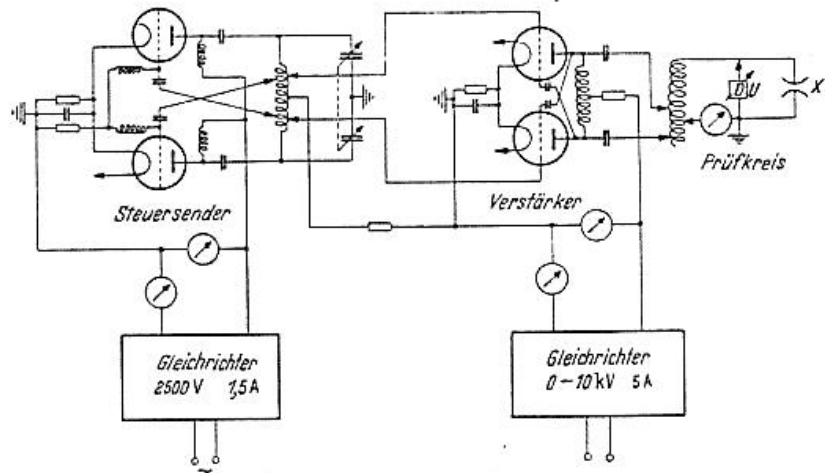 D U
X
Prüfkreis
Steuersender
Verstärker
Gleichrichter
2500 V 1,5 A
Gleichrichter
0–10 kV 5 A
~